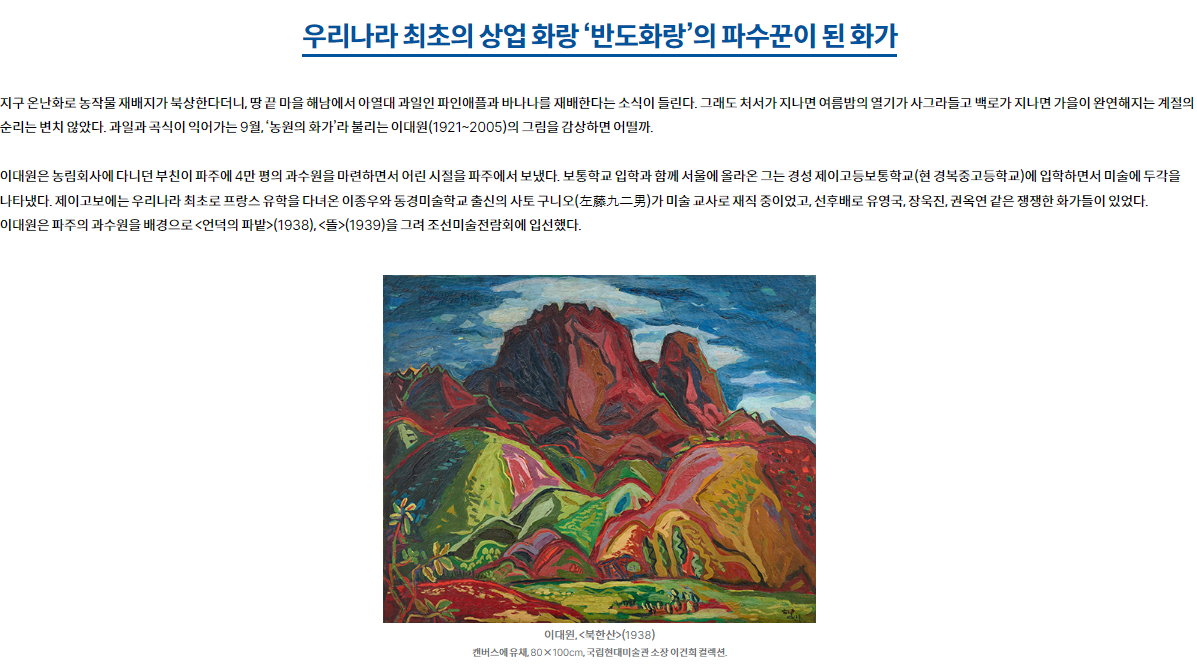 우리나라 최초의 상업 화랑 ‘반도화랑’의 파수꾼이 된 화가
지구 온난화로 농작물 재배지가 북상한다더니, 땅 끝 마을 해남에서 아열대 과일인 파인애플과 바나나를 재배한다는 소식이 들린다. 그래도 처서가 지나면 여름밤의 열기가 사그라들고 백로가 지나면 가을이 완연해지는 계절의
순리는 변치 않았다. 과일과 곡식이 익어가는 9월, ‘농원의 화가’라 불리는 이대원(1921~2005)의 그림을 감상하면 어떨까.
이대원은 농림회사에 다니던 부친이 파주에 4만 평의 과수원을 마련하면서 어린 시절을 파주에서 보냈다. 보통학교 입학과 함께 서울에 올라온 그는 경성 제이고등보통학교(현 경복중고등학교)에 입학하면서 미술에 두각을
나타냈다. 제이고보에는 우리나라 최초로 프랑스 유학을 다녀온 이종우와 동경미술학교 출신의 사토 구니오(左藤九二男)가 미술 교사로 재직 중이었고, 선후배로 유영국, 장욱진, 권옥연 같은 쟁쟁한 화가들이 있었다.
이대원은 파주의 과수원을 배경으로 <언덕의 파밭>(1938), <뜰>(1939)을 그려 조선미술전람회에 입선했다.
이대원, <북한산>(1938)
캔버스에 유채, 80×100cm, 국립현대미술관 소장 이건희 컬렉션.